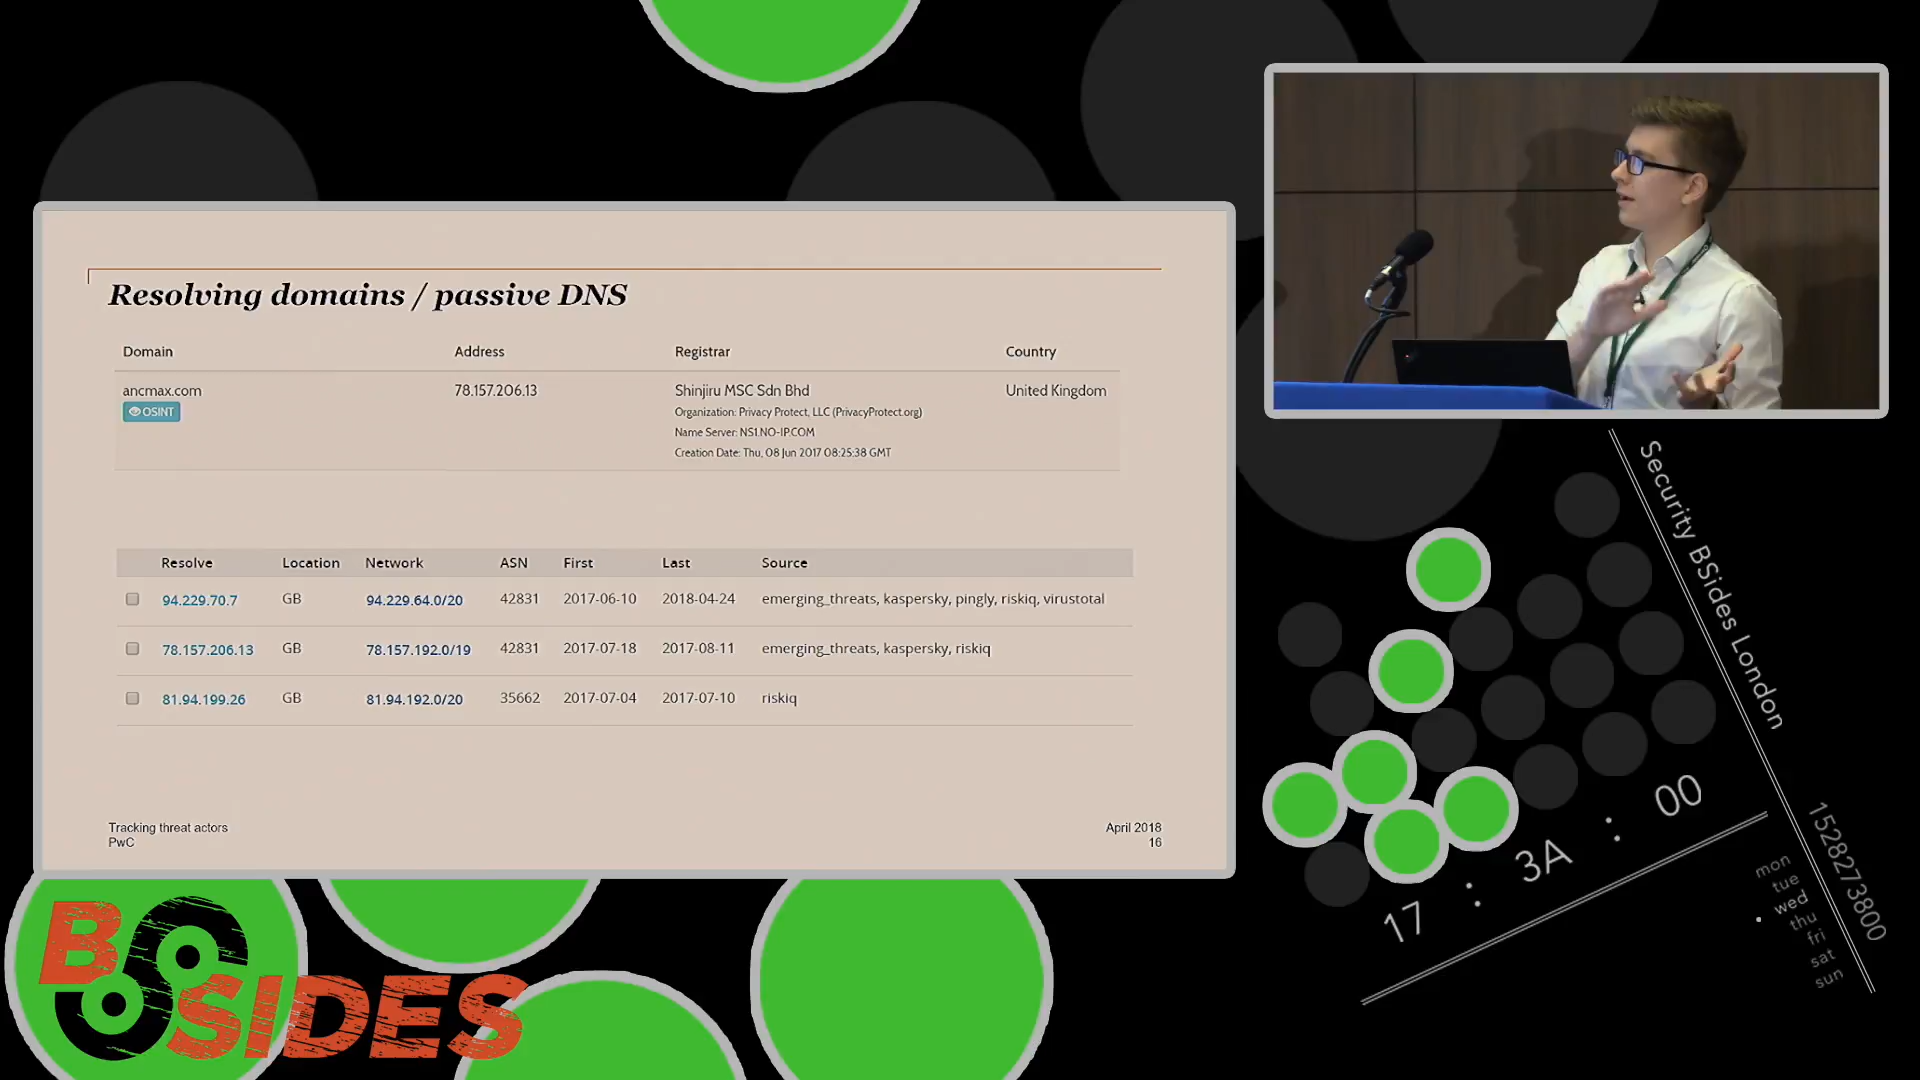 Resolving domains / passive DNS
Domain Address Registrar Country
ancmax.com 78.157.206.13 Shinjiru MSC Sdn Bhd United Kingdom
OSINT
Organization: Privacy Protect, LLC (PrivacyProtect.org)
Name Server: NS1.NO-IP.COM
Creation Date: Thu, 08 Jun 2017 08:25:38 GMT
Resolve Location Network ASN First Last Source
94.229.70.7 GB 94.229.64.0/20 42831 2017-06-10 2018-04-24 emerging_threats, kaspersky, pingly, riskiq, virustotal
78.157.206.13 GB 78.157.192.0/19 42831 2017-07-18 2017-08-11 emerging_threats, kaspersky, riskiq
81.94.199.26 GB 81.94.192.0/20 35662 2017-07-04 2017-07-10 riskiq
Tracking threat actors April 2018
PwC 16
Security BSides London
17 : 3A : 00
1528273800
mon
tue
wed
thu
fri
sat
sun
BSIDES